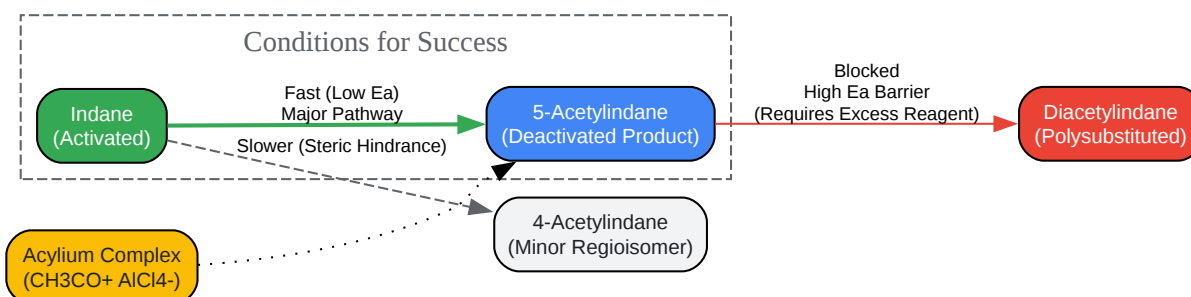 Conditions for Success
Indane
(Activated)
Fast (Low Ea)
Major Pathway
Slower (Steric Hindrance)
5-Acetylindane
(Deactivated Product)
Blocked
High Ea Barrier
(Requires Excess Reagent)
Diacetylindane
(Polysubstituted)
4-Acetylindane
(Minor Regioisomer)
Acylium Complex
(CH3CO+ AlCl4-)